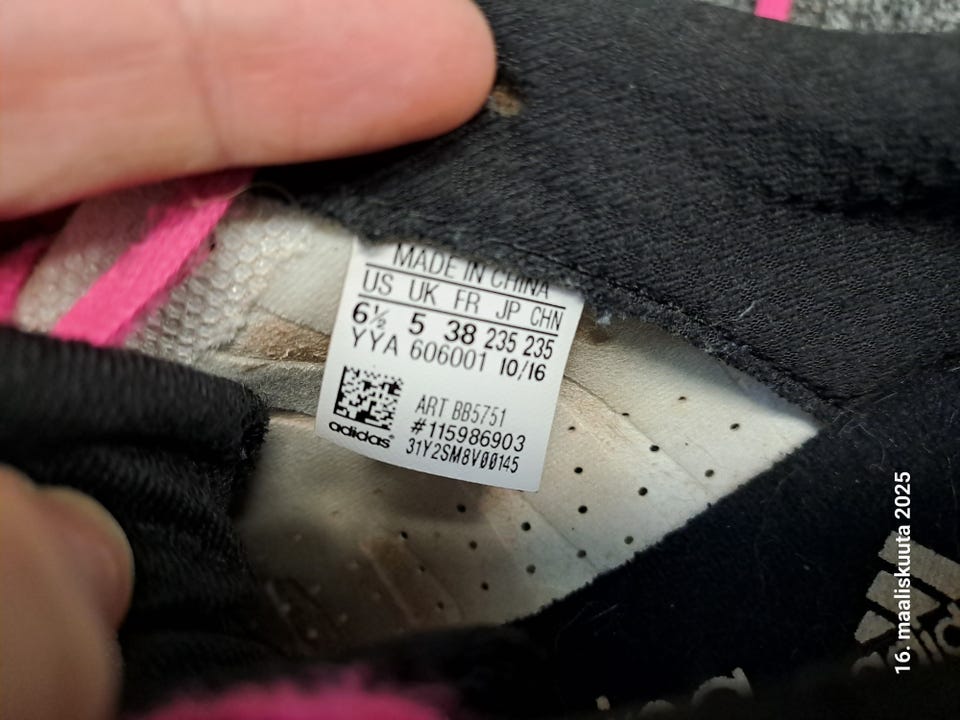 MADE IN CHINA
US UK FR JP CHN
6½ 5 38 235 235
YYA 606001 10/16
ART BB5751
#115986903
adidas®
31Y2SM8V00145
16. maaliskuuta 2025